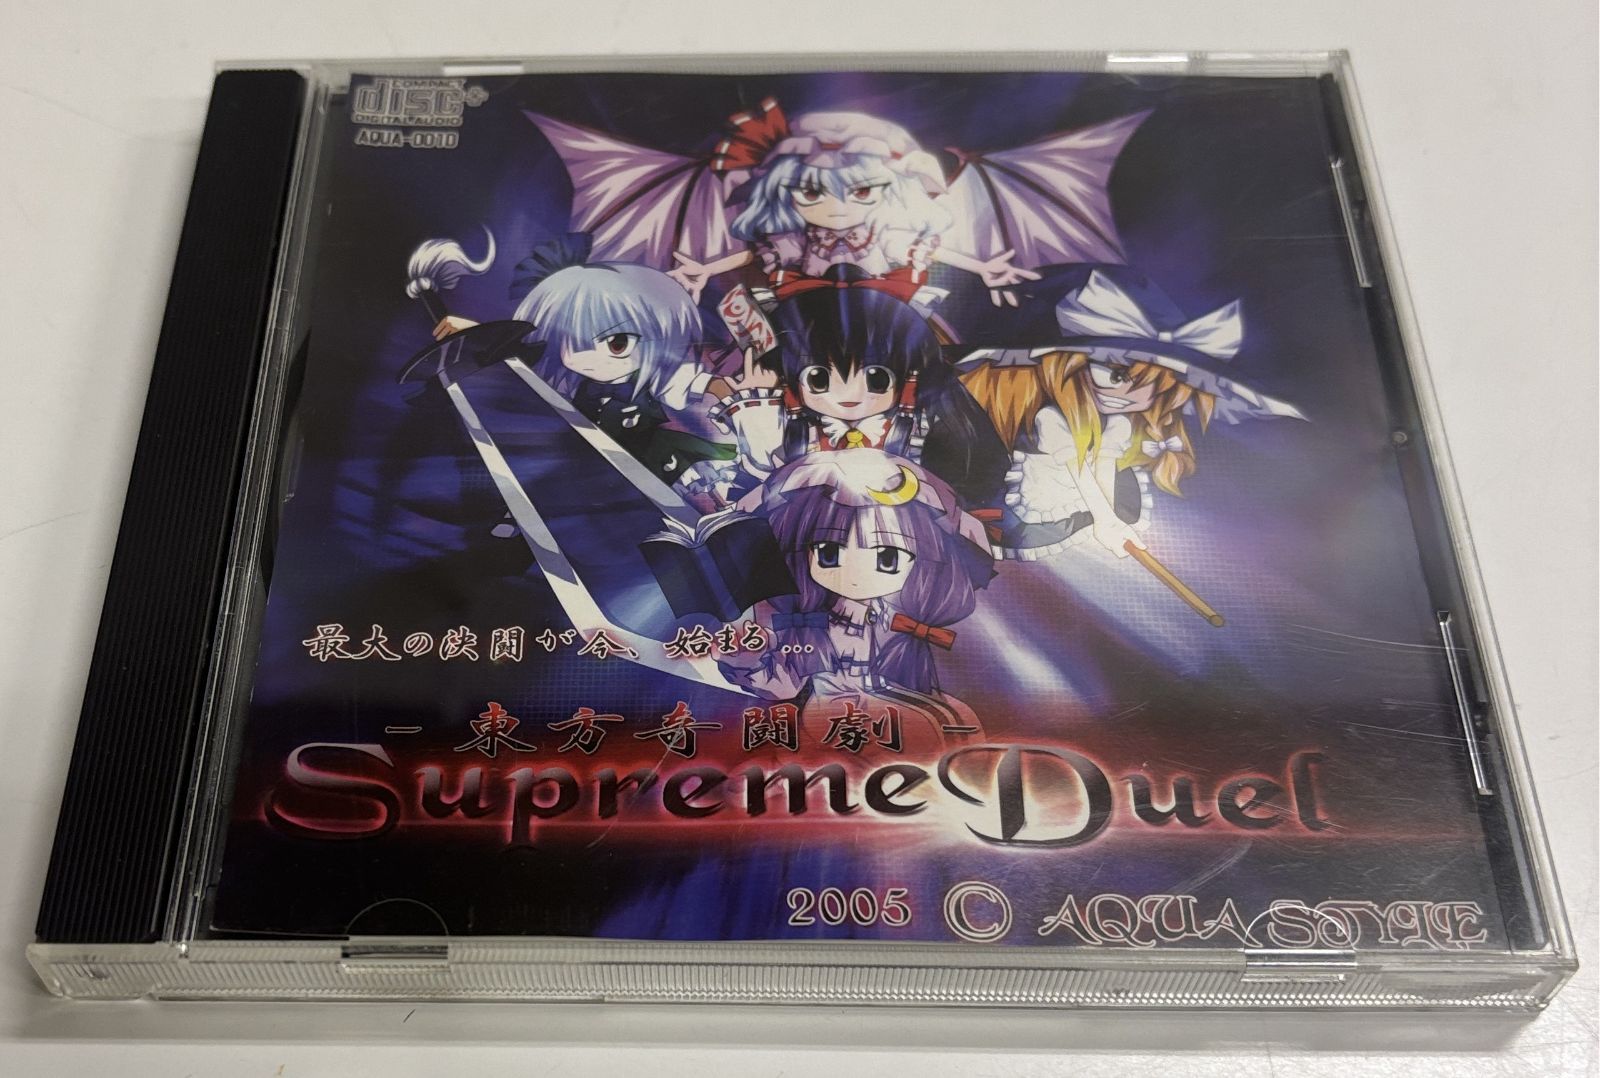 COMPACT
disc+
DIGITAL AUDIO
AQUA-0010
最大の決闘が今、始まる...
-東方奇闘劇-
Supreme Duel
2005 © AQUA STYLE